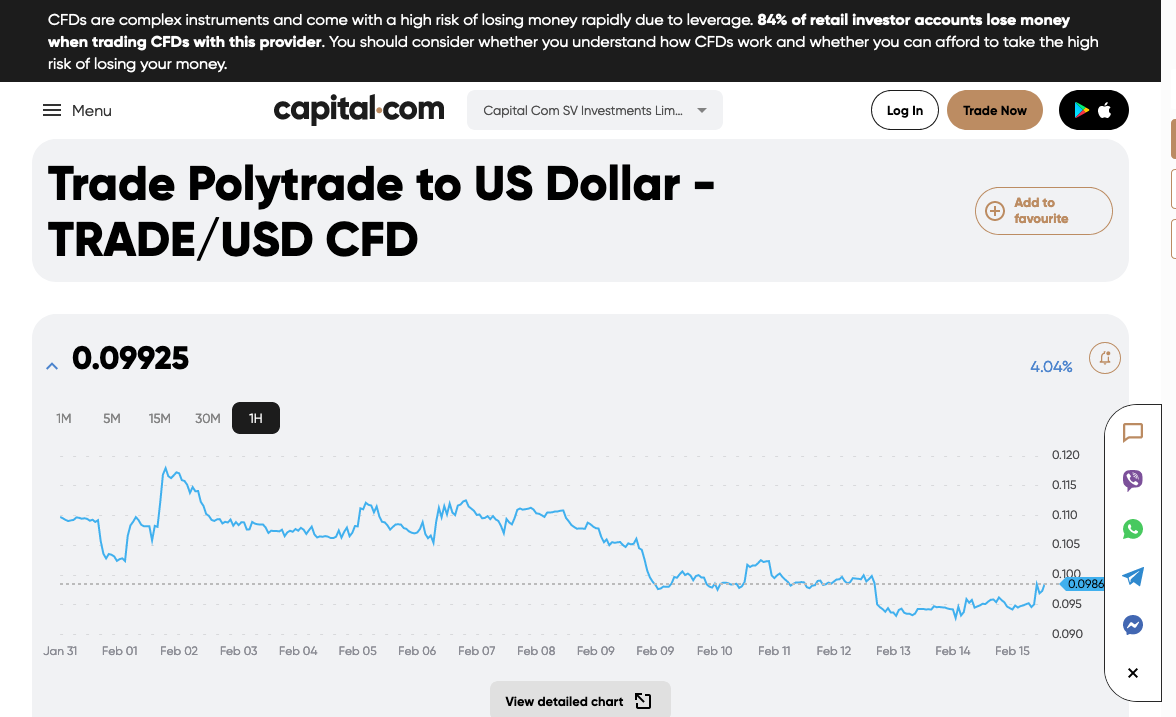 CFDs are complex instruments and come with a high risk of losing money rapidly due to leverage. 84% of retail investor accounts lose money
when trading CFDs with this provider. You should consider whether you understand how CFDs work and whether you can afford to take the high
risk of losing your money.
Menu
capital.com
Capital Com SV Investments Lim...
Log In
Trade Now
Trade Polytrade to US Dollar -
TRADE/USD CFD
Add to
favourite
0.09925
4.04%
1M 5M 15M 30M 1H
0.120
0.115
0.110
0.105
0.100
0.0986
0.095
0.090
Jan 31 Feb 01 Feb 02 Feb 03 Feb 04 Feb 05 Feb 06 Feb 07 Feb 08 Feb 09 Feb 09 Feb 10 Feb 11 Feb 12 Feb 13 Feb 14 Feb 15
View detailed chart